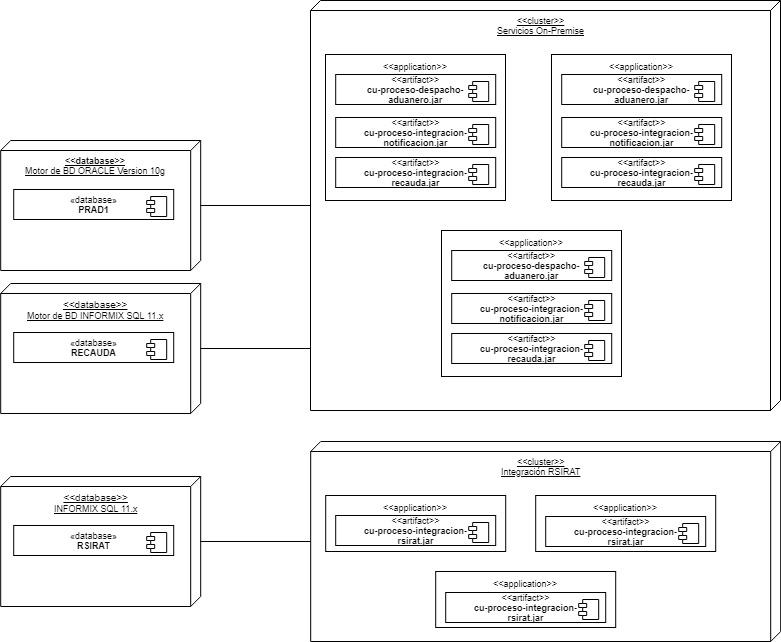 <<cluster>>
Servicios On-Premise
<<application>>
<<artifact>>
cu-proceso-despacho-
aduanero.jar
<<artifact>>
cu-proceso-integracion-
notificacion.jar
<<artifact>>
cu-proceso-integracion-
recauda.jar
<<application>>
<<artifact>>
cu-proceso-despacho-
aduanero.jar
<<artifact>>
cu-proceso-integracion-
notificacion.jar
<<artifact>>
cu-proceso-integracion-
recauda.jar
<<application>>
<<artifact>>
cu-proceso-despacho-
aduanero.jar
<<artifact>>
cu-proceso-integracion-
notificacion.jar
<<artifact>>
cu-proceso-integracion-
recauda.jar
<<database>>
Motor de BD ORACLE Version 10g
«database»
PRAD1
<<database>>
Motor de BD INFORMIX SQL 11.x
«database»
RECAUDA
<<database>>
INFORMIX SQL 11.x
«database»
RSIRAT
<<cluster>>
Integración RSIRAT
<<application>>
<<artifact>>
cu-proceso-integracion-
rsirat.jar
<<application>>
<<artifact>>
cu-proceso-integracion-
rsirat.jar
<<application>>
<<artifact>>
cu-proceso-integracion-
rsirat.jar